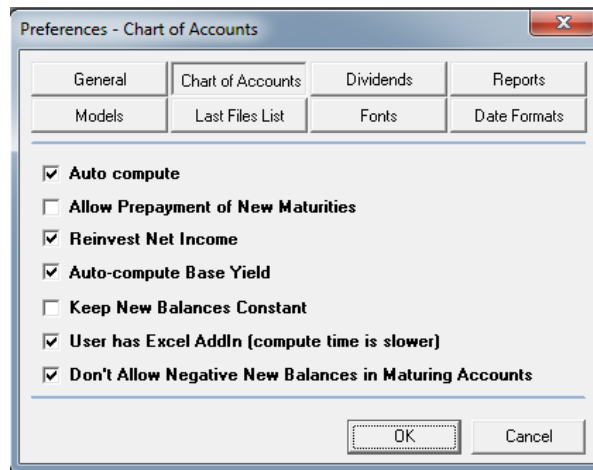 Preferences - Chart of Accounts
General Chart of Accounts Dividends Reports
Models Last Files List Fonts Date Formats
Auto compute
Allow Prepayment of New Maturities
Reinvest Net Income
Auto-compute Base Yield
Keep New Balances Constant
User has Excel AddIn (compute time is slower)
Don't Allow Negative New Balances in Maturing Accounts
OK Cancel